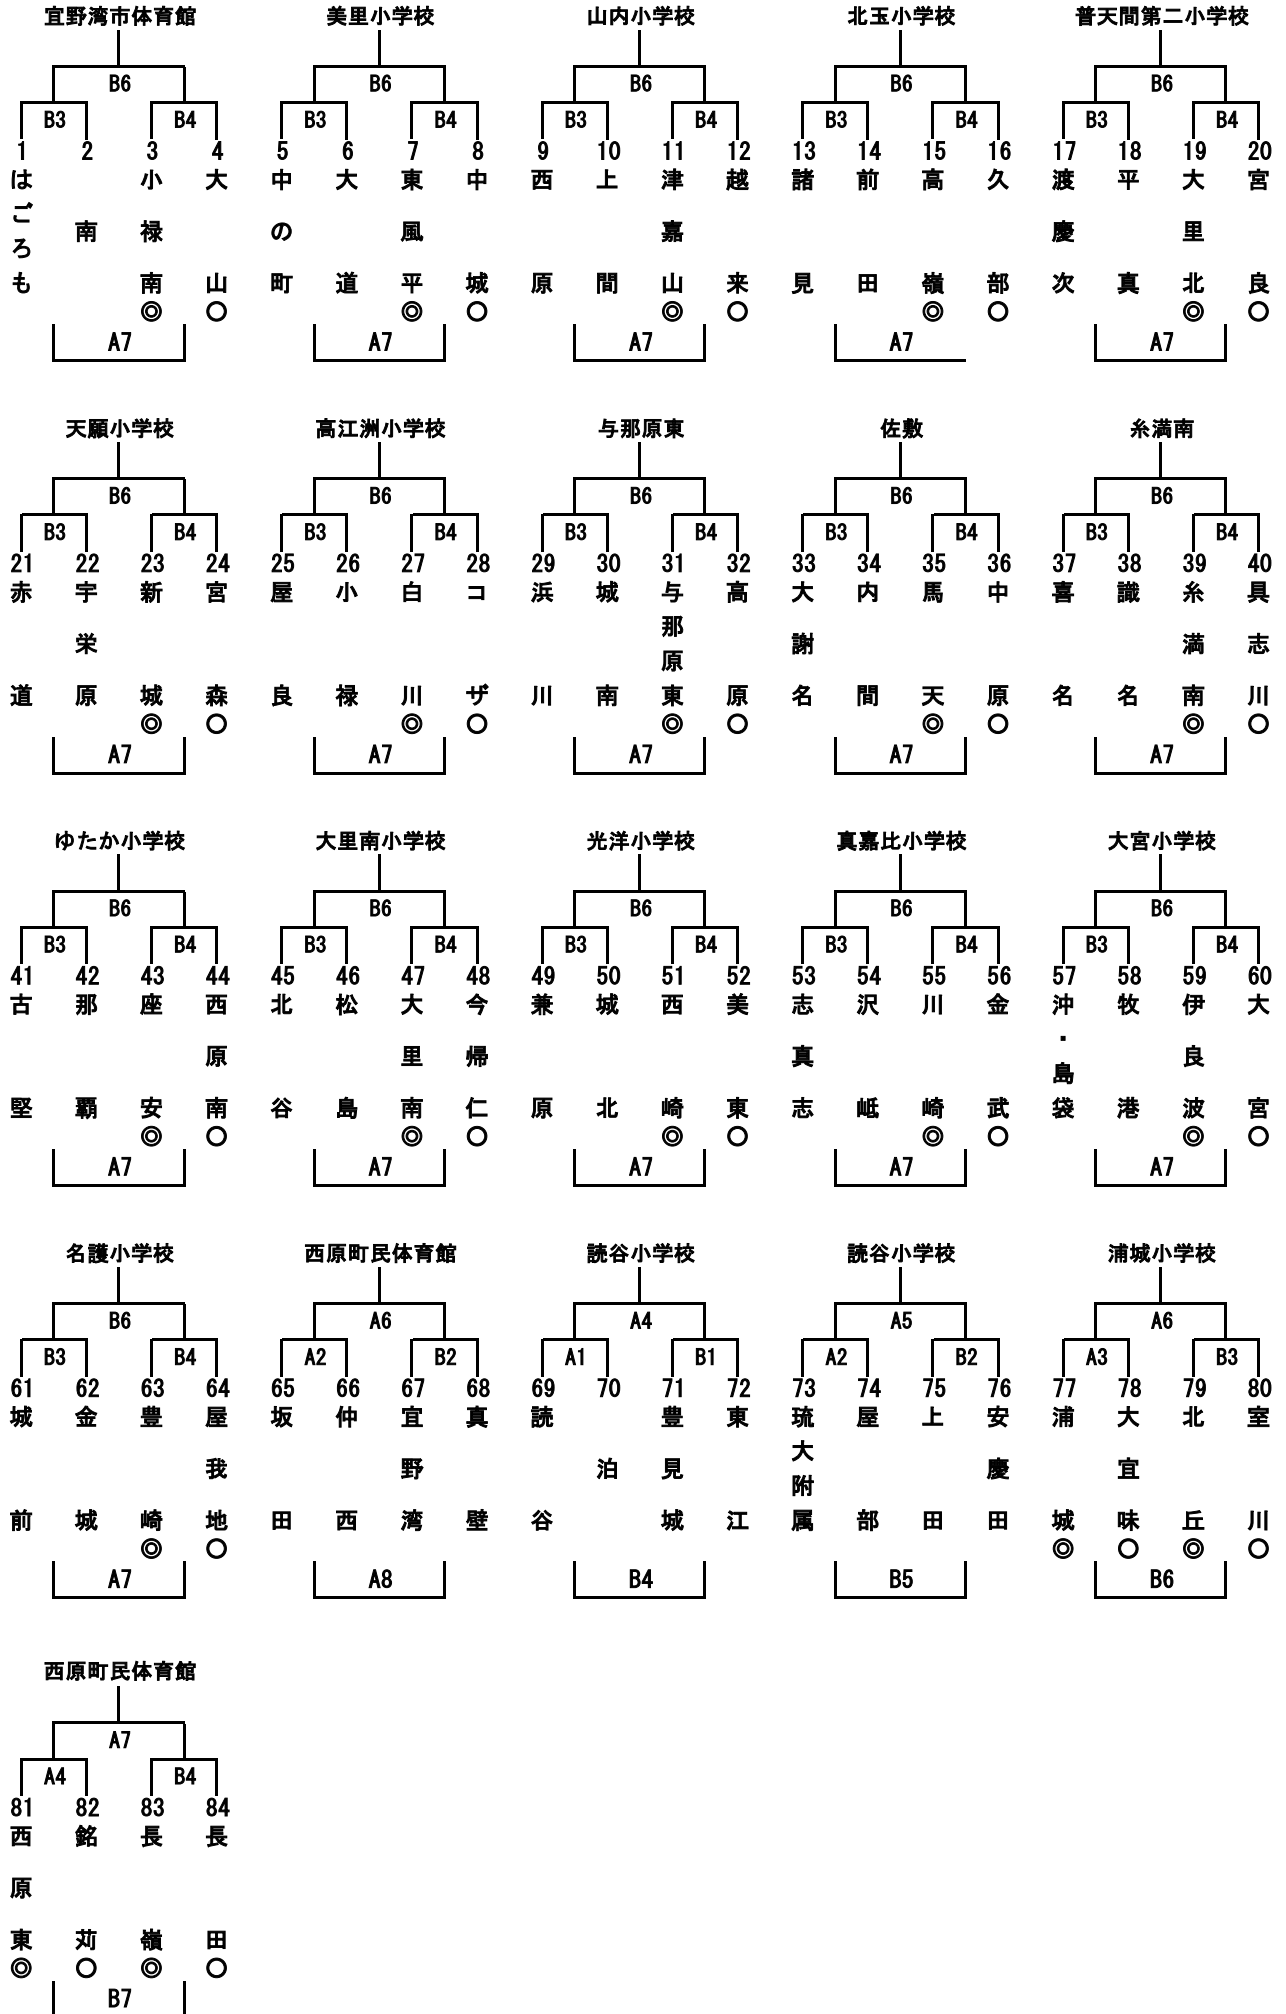 宜野湾市体育館 美里小学校 山内小学校 北玉小学校 普天間第二小学校
B6 B6 B6 B6 B6
B3 B4 B3 B4 B3 B4 B3 B4 B3 B4
1 2 3 4 5 6 7 8 9 10 11 12 13 14 15 16 17 18 19 20
はごろも 南 小禄南 大山 中の町 大道 東風平 中城 西原 上間 津嘉山 越来 諸見 前田 高嶺 久部 渡慶次 平真 大里北 宮良
◎ ○ ◎ ○ ◎ ○ ◎ ○ ◎ ○
A7 A7 A7 A7 A7
天願小学校 高江洲小学校 与那原東 佐敷 糸満南
B6 B6 B6 B6 B6
B3 B4 B3 B4 B3 B4 B3 B4 B3 B4
21 22 23 24 25 26 27 28 29 30 31 32 33 34 35 36 37 38 39 40
赤道 宇栄原 新城 宮森 屋良 小禄 白川 コザ 浜川 城南 与那原東 高原 大謝名 内間 馬天 中原 喜名 識名 糸満南 具志川
◎ ○ ◎ ○ ◎ ○ ◎ ○ ◎ ○
A7 A7 A7 A7 A7
ゆたか小学校 大里南小学校 光洋小学校 真嘉比小学校 大宮小学校
B6 B6 B6 B6 B6
B3 B4 B3 B4 B3 B4 B3 B4 B3 B4
41 42 43 44 45 46 47 48 49 50 51 52 53 54 55 56 57 58 59 60
古堅 那覇 座安 西原南 北谷 松島 大里南 今帰仁 兼原 城北 西崎 美東 志真志 沢岻 川崎 金武 沖・島袋 牧港 伊良波 大宮
◎ ○ ◎ ○ ◎ ○ ◎ ○ ◎ ○
A7 A7 A7 A7 A7
名護小学校 西原町民体育館 読谷小学校 読谷小学校 浦城小学校
B6 A6 A4 A5 A6
B3 B4 A2 B2 A1 B1 A2 B2 A3 B3
61 62 63 64 65 66 67 68 69 70 71 72 73 74 75 76 77 78 79 80
城前 金城 豊崎 屋我地 坂田 仲西 宜野湾 真壁 読谷 泊 豊見城 東江 琉大附属 屋部 上田 安慶田 浦城 大宜味 北丘 室川
◎ ○ ◎ ○ ◎ ○
A7 A8 B4 B5 B6
西原町民体育館
A7
A4 B4
81 82 83 84
西原東 銘苅 長嶺 長田
◎ ○ ◎ ○
B7